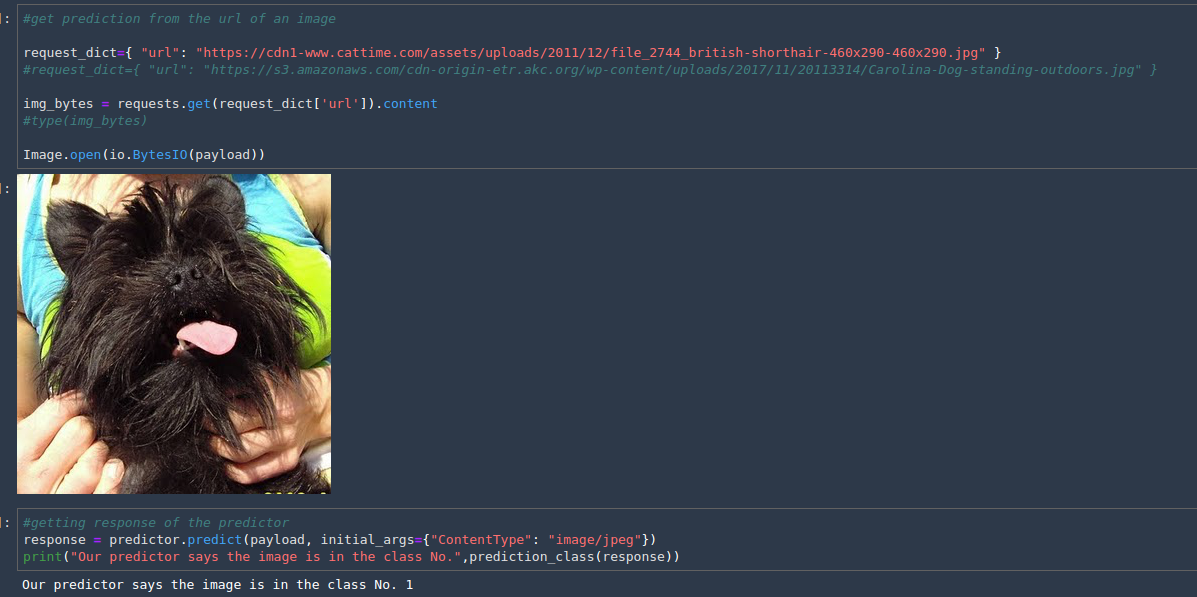 ]:
#get prediction from the url of an image
request_dict={ "url": "https://cdn1-www.cattime.com/assets/uploads/2011/12/file_2744_british-shorthair-460x290-460x290.jpg" }
#request_dict={ "url": "https://s3.amazonaws.com/cdn-origin-etr.akc.org/wp-content/uploads/2017/11/20113314/Carolina-Dog-standing-outdoors.jpg" }
img_bytes = requests.get(request_dict['url']).content
#type(img_bytes)
Image.open(io.BytesIO(payload))
]:
]:
#getting response of the predictor
response = predictor.predict(payload, initial_args={"ContentType": "image/jpeg"})
print("Our predictor says the image is in the class No.",prediction_class(response))
Our predictor says the image is in the class No. 1